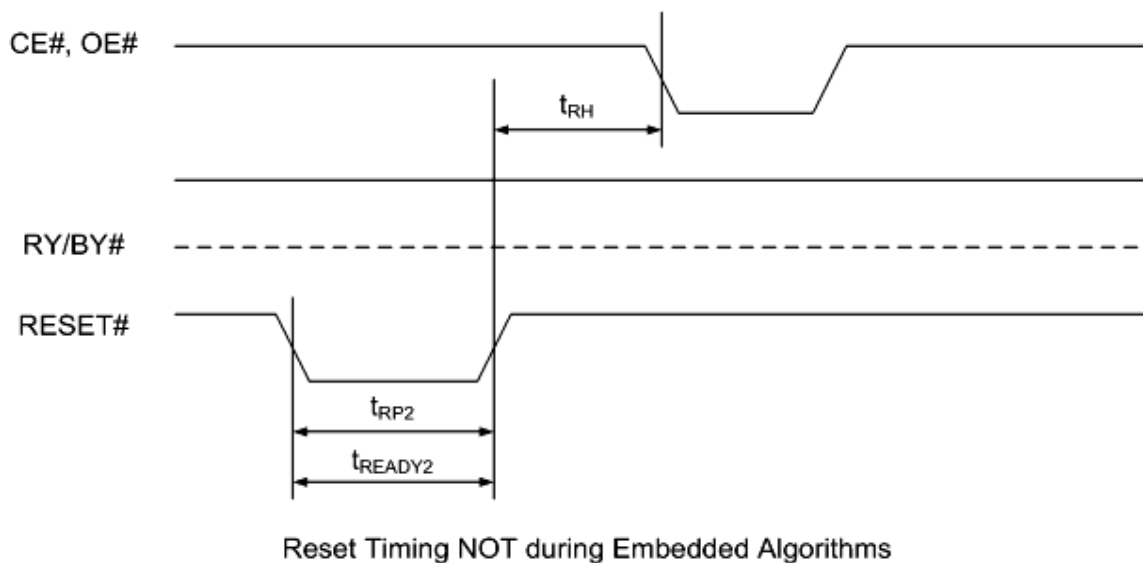 CE#, OE#
tRH
RY/BY#
RESET#
tRP2
tREADY2
Reset Timing NOT during Embedded Algorithms